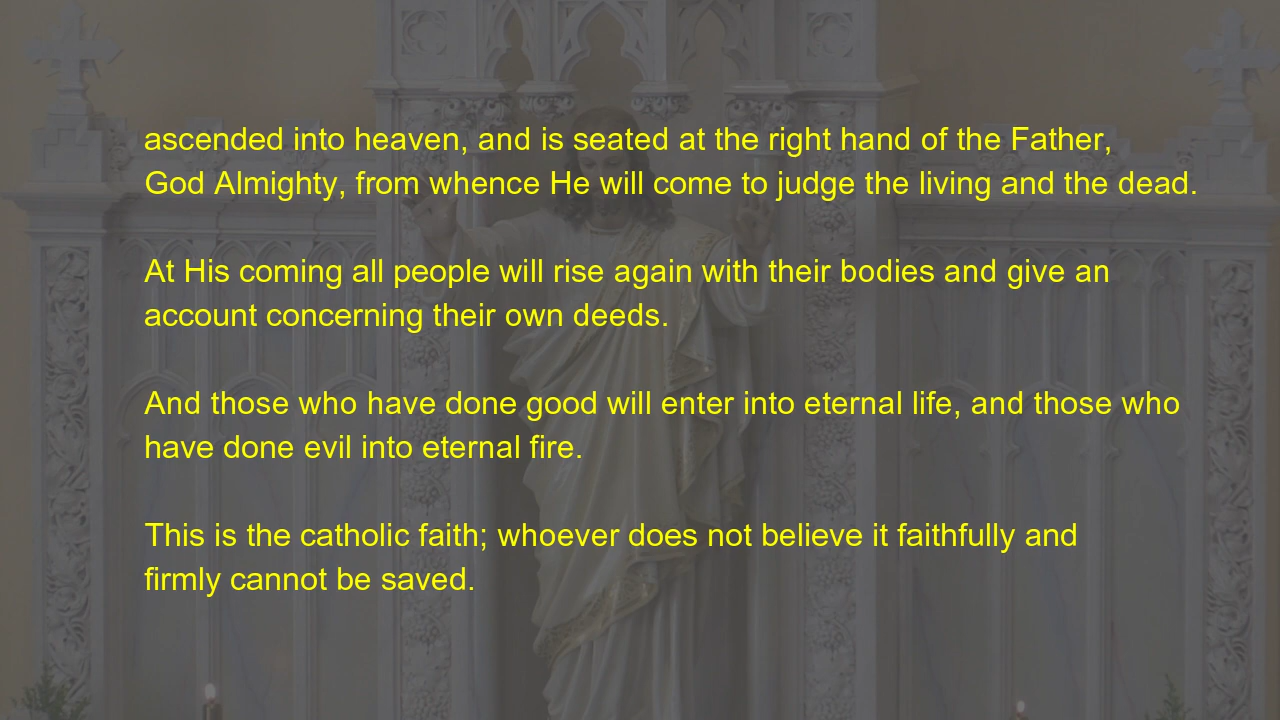 ascended into heaven, and is seated at the right hand of the Father,
God Almighty, from whence He will come to judge the living and the dead.
At His coming all people will rise again with their bodies and give an
account concerning their own deeds.
And those who have done good will enter into eternal life, and those who
have done evil into eternal fire.
This is the catholic faith; whoever does not believe it faithfully and
firmly cannot be saved.